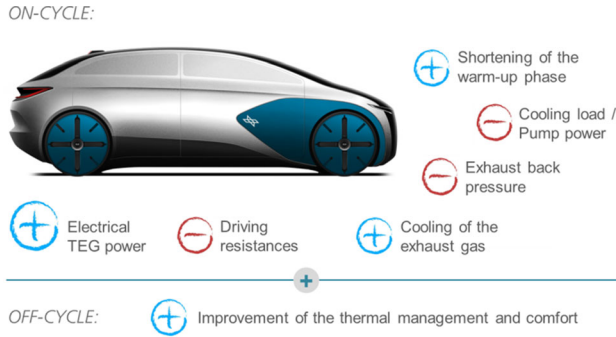 ON-CYCLE:
Shortening of the
warm-up phase
Cooling load /
Pump power
Exhaust back
pressure
Electrical
TEG power
Driving
resistances
Cooling of the
exhaust gas
OFF-CYCLE:
Improvement of the thermal management and comfort